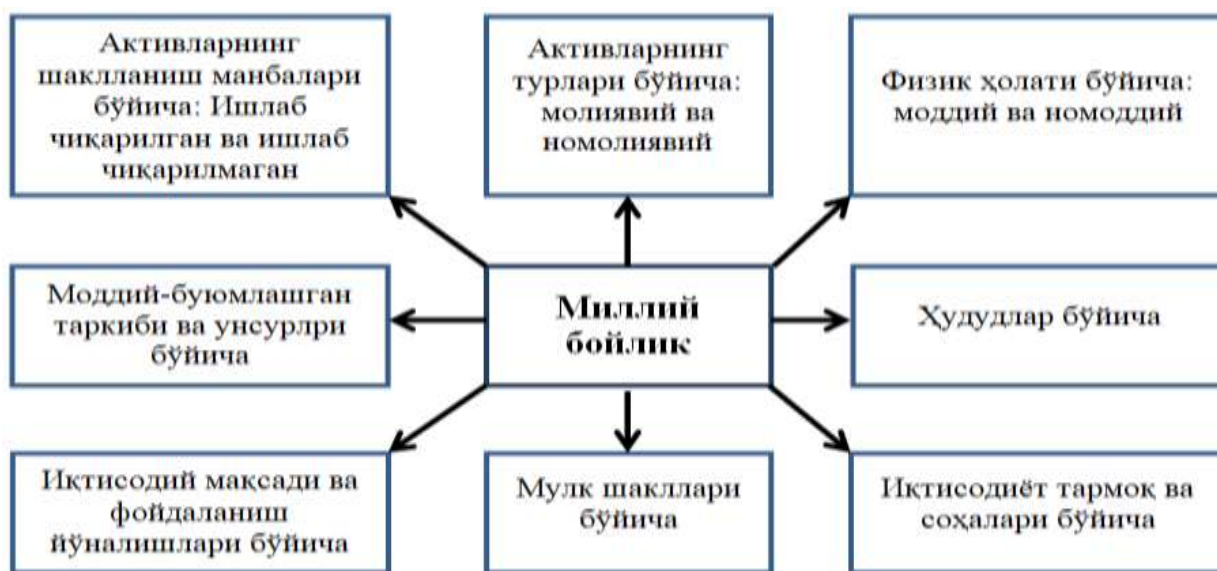 Активларнинг
шаклланиш манбалари
бўйича: Ишлаб
чиқарилган ва ишлаб
чиқарилмаган
Активларнинг
турлари бўйича:
молиявий ва
номолиявий
Физик ҳолати бўйича:
моддий ва номоддий
Моддий-буюмлашган
таркиби ва унсурлри
бўйича
Миллий
бойлик
Ҳудудлар бўйича
Иқтисодий мақсади ва
фойдаланиш
йўналишлари бўйича
Мулк шакллари
бўйича
Иқтисодиёт тармоқ ва
соҳалари бўйича